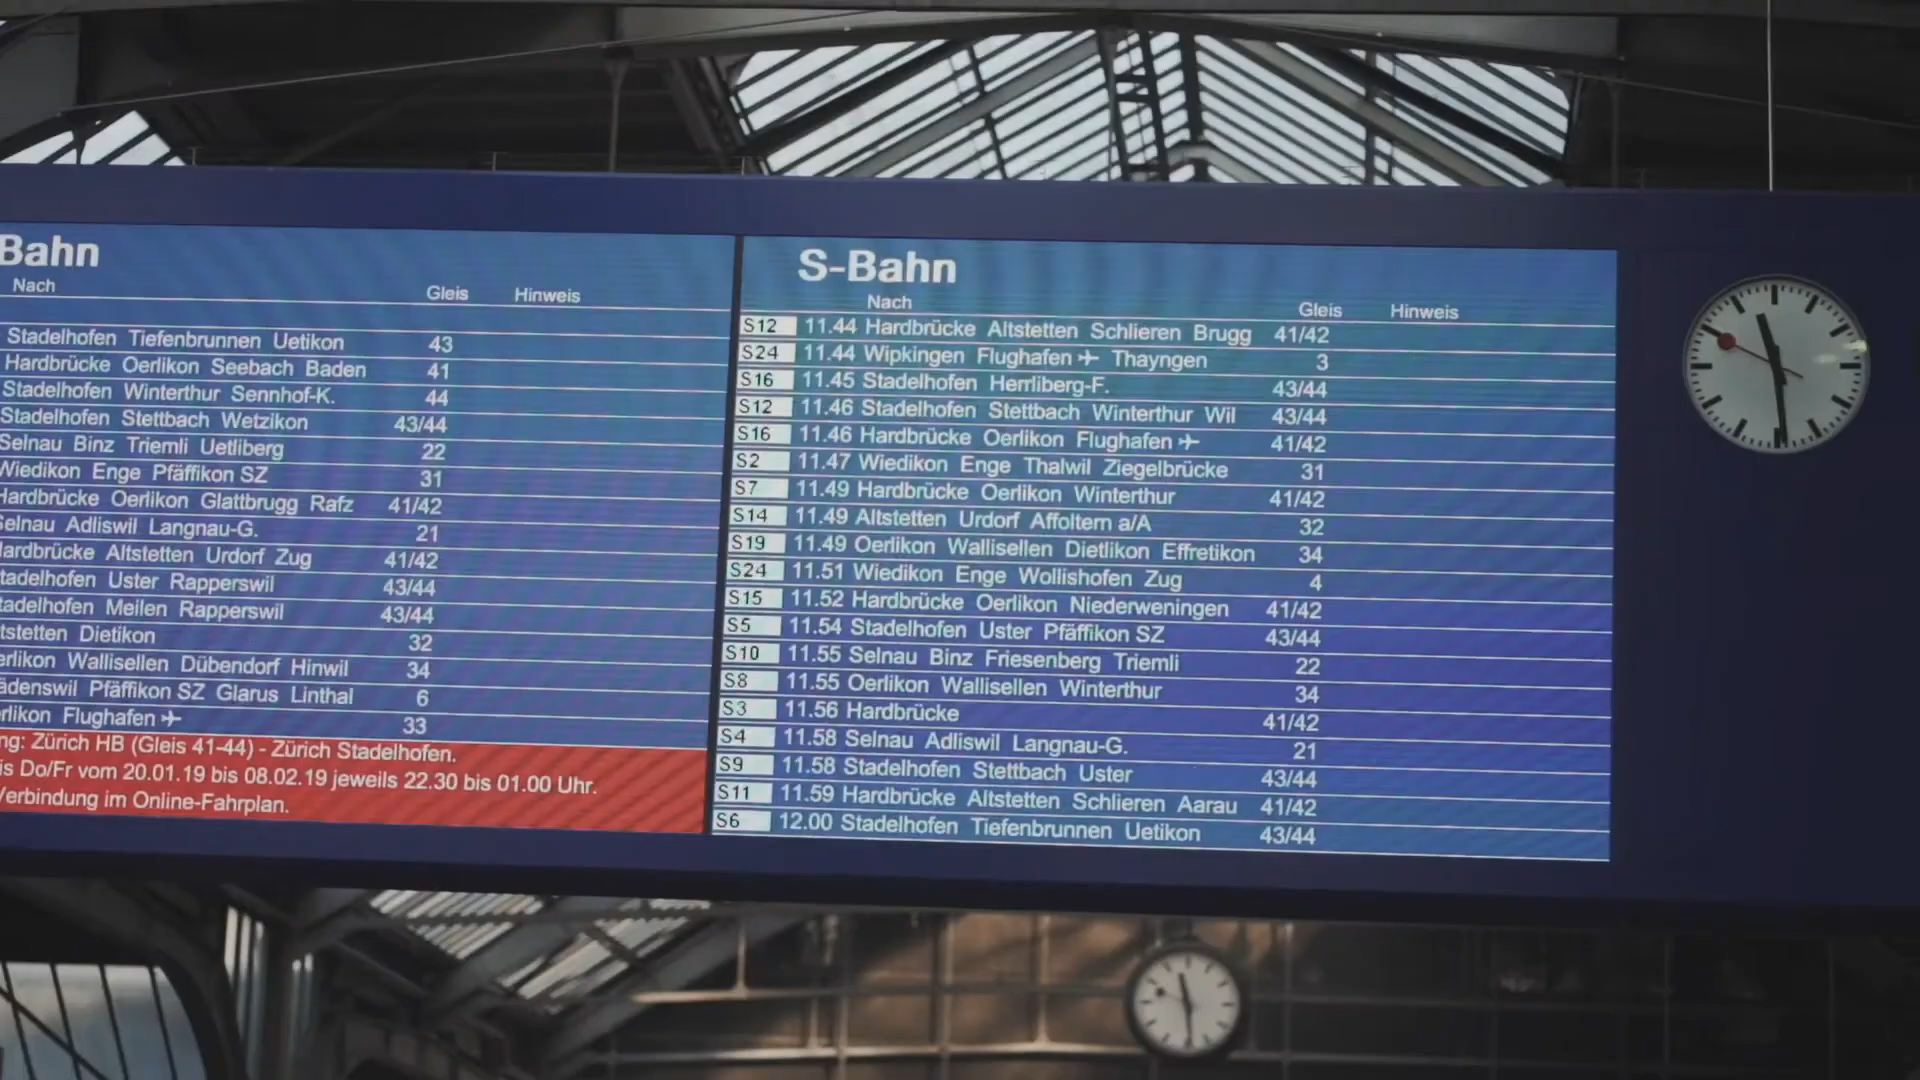 Bahn
Nach Gleis Hinweis
Stadelhofen Tiefenbrunnen Uetikon 43
Hardbrücke Oerlikon Seebach Baden 41
Stadelhofen Winterthur Sennhof-K. 44
Stadelhofen Stettbach Wetzikon 43/44
Selnau Binz Triemli Uetliberg 22
Wiedikon Enge Pfäffikon SZ 31
Hardbrücke Oerlikon Glattbrugg Rafz 41/42
Selnau Adliswil Langnau-G. 21
ardbrücke Altstetten Urdorf Zug 41/42
tadelhofen Uster Rapperswil 43/44
tadelhofen Meilen Rapperswil 43/44
tstetten Dietikon 32
erlikon Wallisellen Dübendorf Hinwil 34
ädenswil Pfäffikon SZ Glarus Linthal 6
rlikon Flughafen ✈ 33
ng: Zürich HB (Gleis 41-44) - Zürich Stadelhofen.
is Do/Fr vom 20.01.19 bis 08.02.19 jeweils 22.30 bis 01.00 Uhr.
Verbindung im Online-Fahrplan.
S-Bahn
Nach Gleis Hinweis
S12 11.44 Hardbrücke Altstetten Schlieren Brugg 41/42
S24 11.44 Wipkingen Flughafen ✈ Thayngen 3
S16 11.45 Stadelhofen Herrliberg-F. 43/44
S12 11.46 Stadelhofen Stettbach Winterthur Wil 43/44
S16 11.46 Hardbrücke Oerlikon Flughafen ✈ 41/42
S2 11.47 Wiedikon Enge Thalwil Ziegelbrücke 31
S7 11.49 Hardbrücke Oerlikon Winterthur 41/42
S14 11.49 Altstetten Urdorf Affoltern a/A 32
S19 11.49 Oerlikon Wallisellen Dietlikon Effretikon 34
S24 11.51 Wiedikon Enge Wollishofen Zug 4
S15 11.52 Hardbrücke Oerlikon Niederweningen 41/42
S5 11.54 Stadelhofen Uster Pfäffikon SZ 43/44
S10 11.55 Selnau Binz Friesenberg Triemli 22
S8 11.55 Oerlikon Wallisellen Winterthur 34
S3 11.56 Hardbrücke 41/42
S4 11.58 Selnau Adliswil Langnau-G. 21
S9 11.58 Stadelhofen Stettbach Uster 43/44
S11 11.59 Hardbrücke Altstetten Schlieren Aarau 41/42
S6 12.00 Stadelhofen Tiefenbrunnen Uetikon 43/44